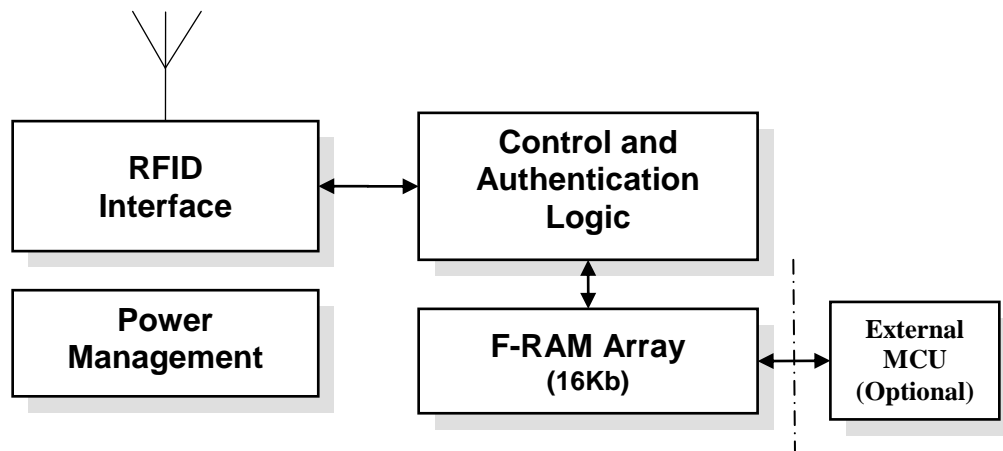 RFID
Interface
Control and
Authentication
Logic
Power
Management
F-RAM Array
(16Kb)
External
MCU
(Optional)